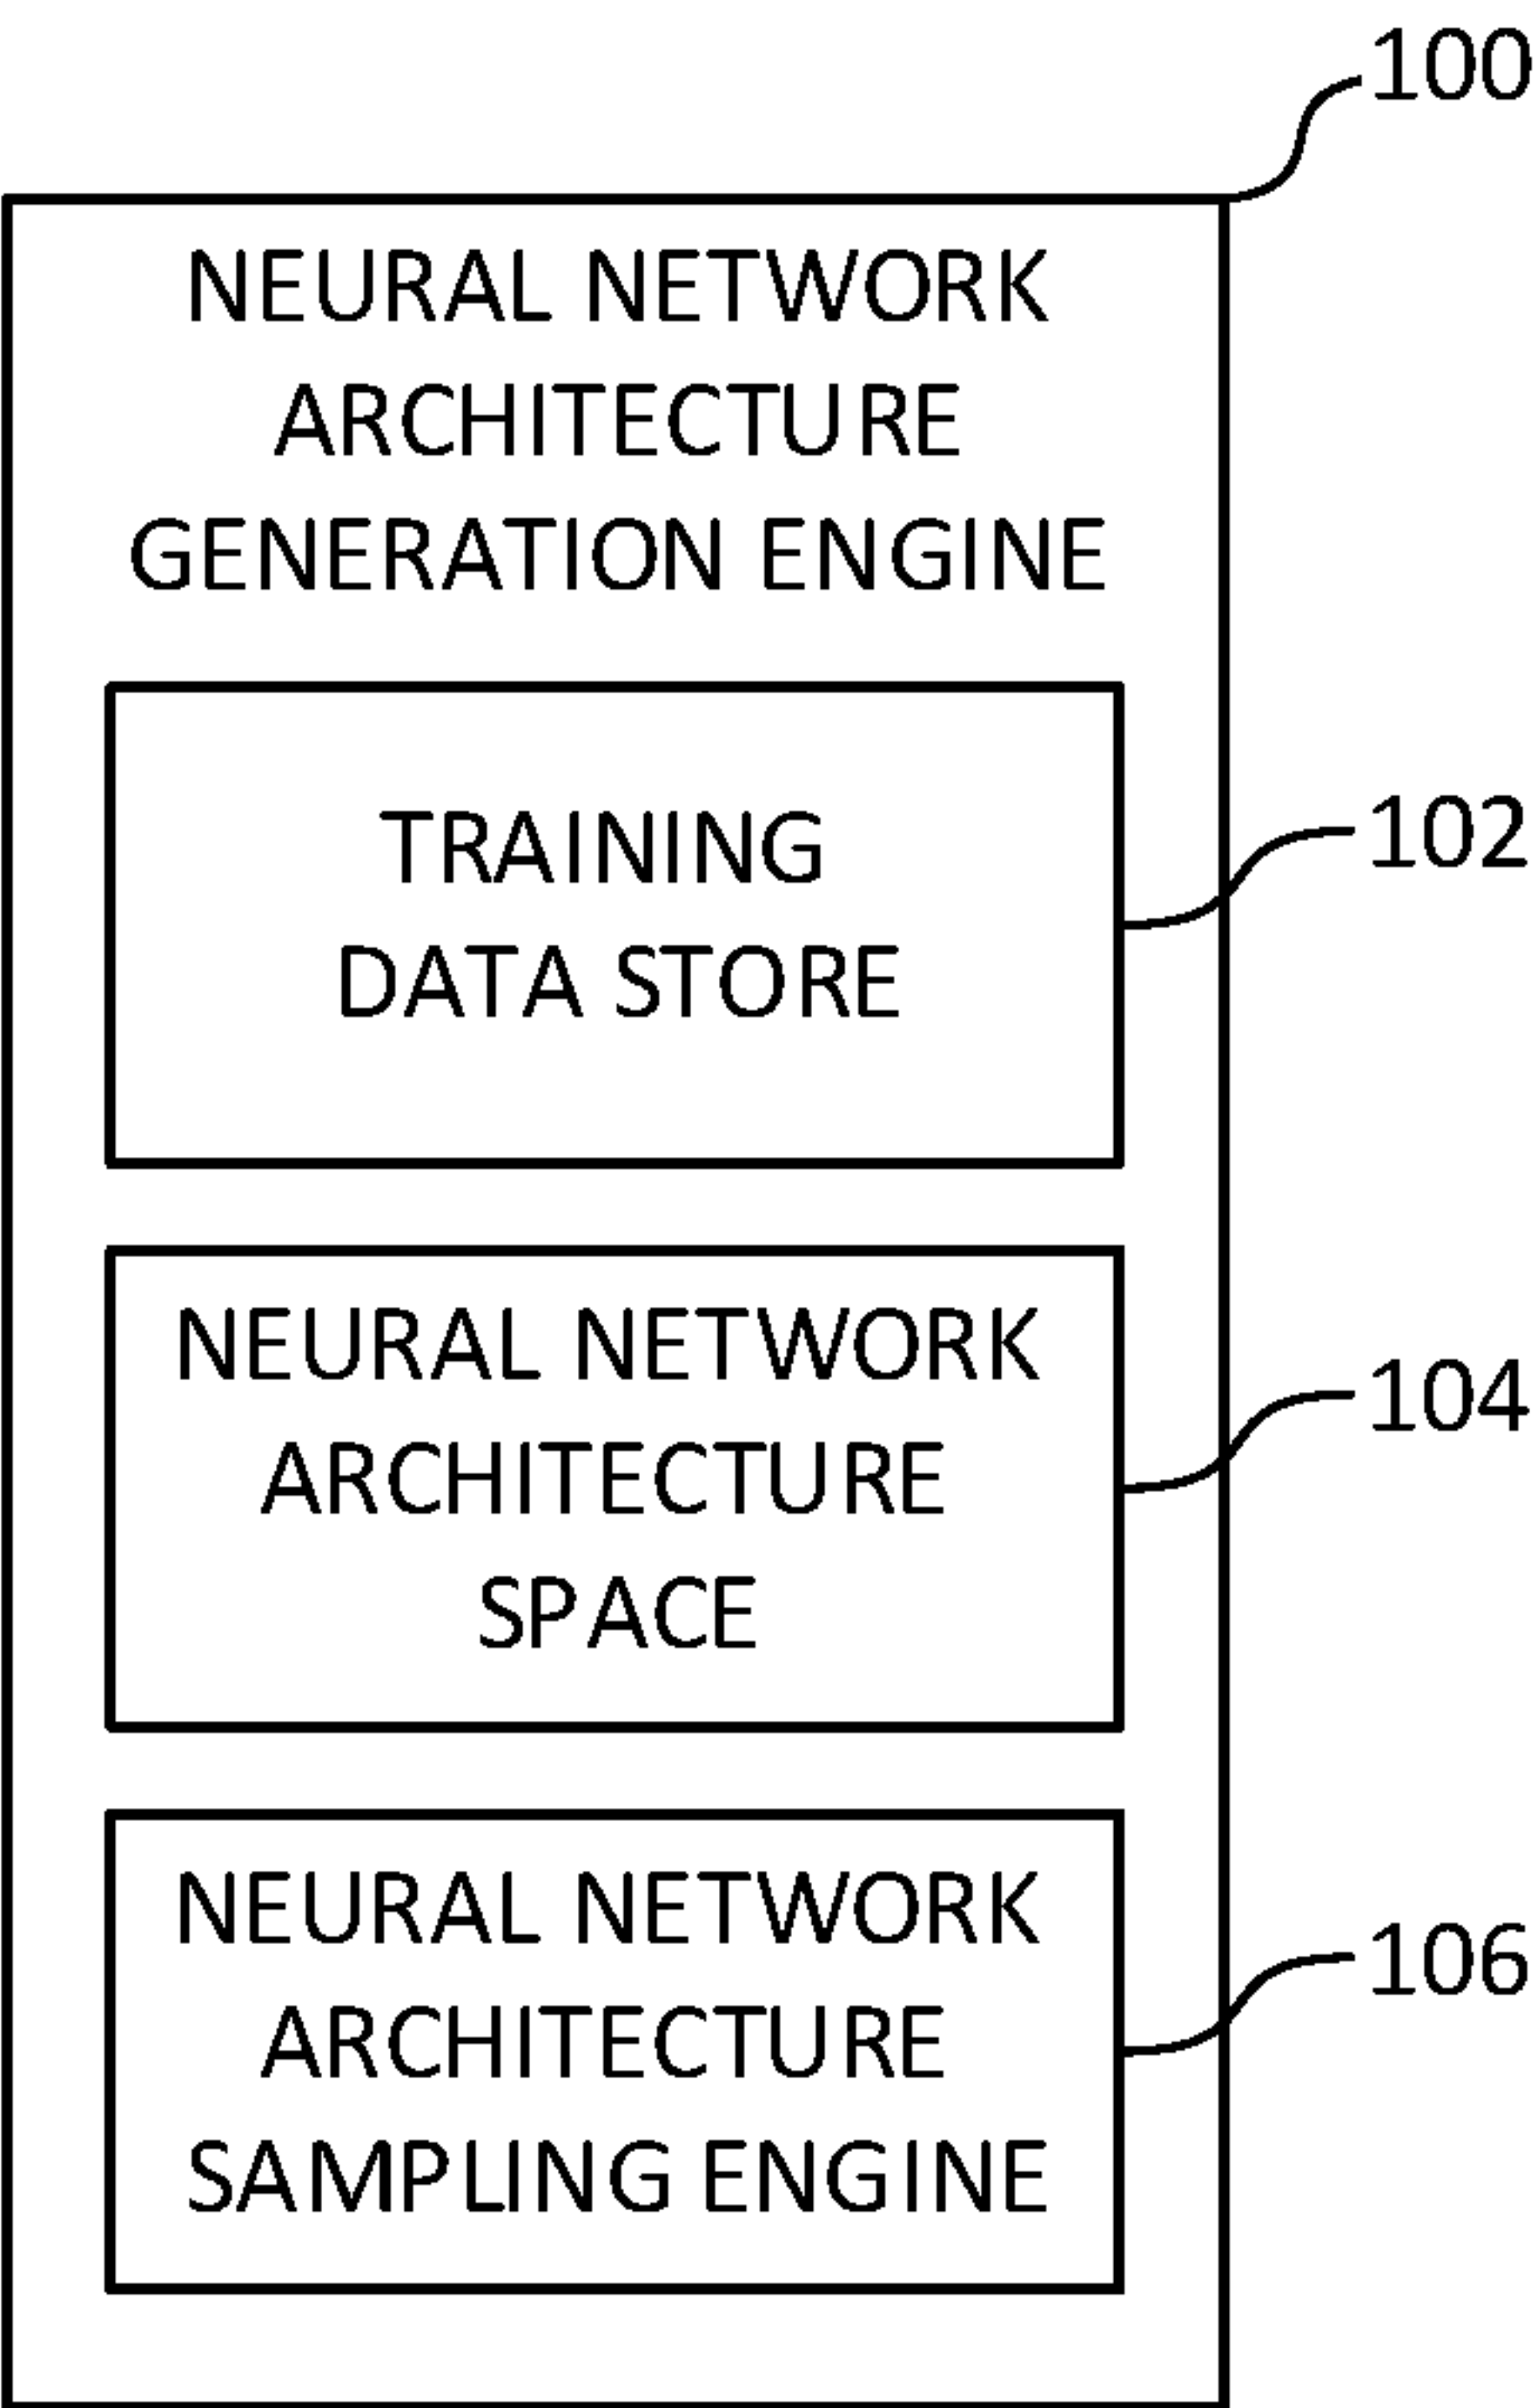 100
NEURAL NETWORK
ARCHITECTURE
GENERATION ENGINE
TRAINING
DATA STORE
102
NEURAL NETWORK
ARCHITECTURE
SPACE
104
NEURAL NETWORK
ARCHITECTURE
SAMPLING ENGINE
106